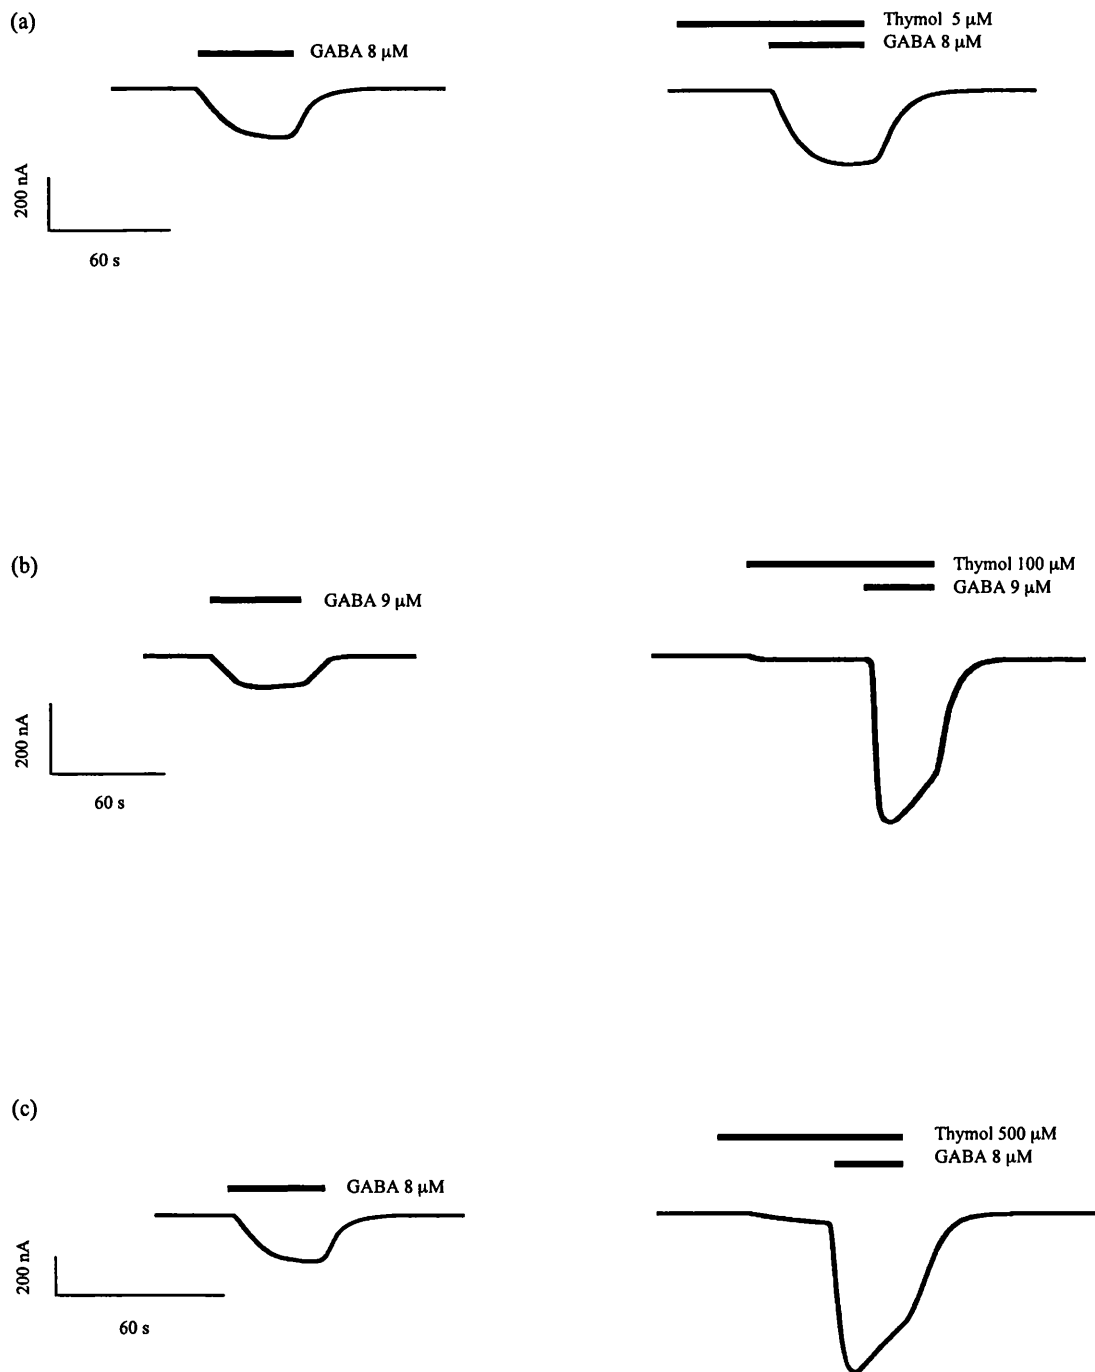 (a)
GABA 8 µM
Thymol 5 µM
GABA 8 µM
200 nA
60 s
(b)
GABA 9 µM
Thymol 100 µM
GABA 9 µM
200 nA
60 s
(c)
GABA 8 µM
Thymol 500 µM
GABA 8 µM
200 nA
60 s